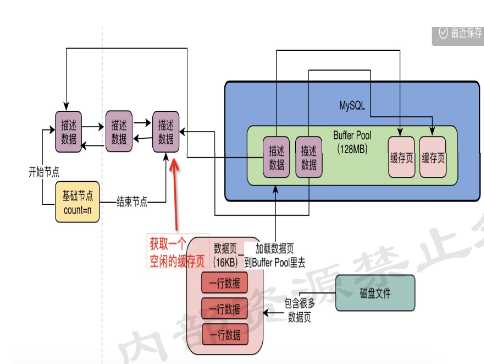 最近保存
MySQL
Buffer Pool
(128MB)
描述
数据
描述
数据
描述
数据
描述
数据
描述
数据
缓存页
缓存页
开始节点
基础节点
count=n
结束节点
获取一个
空闲的缓存页
数据页
(16KB)
加载数据页
到Buffer Pool里去
一行数据
一行数据
一行数据
包含很多
数据页
磁盘文件
内部资源禁止